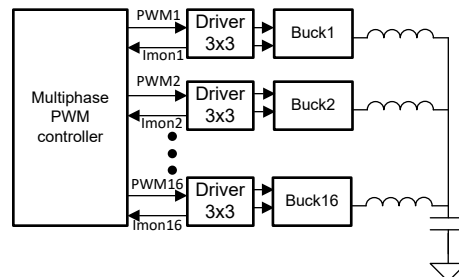 PWM1
Driver
3x3
Buck1
Imon1
PWM2
Driver
3x3
Buck2
Imon2
Multiphase
PWM
controller
PWM16
Driver
3x3
Buck16
Imon16